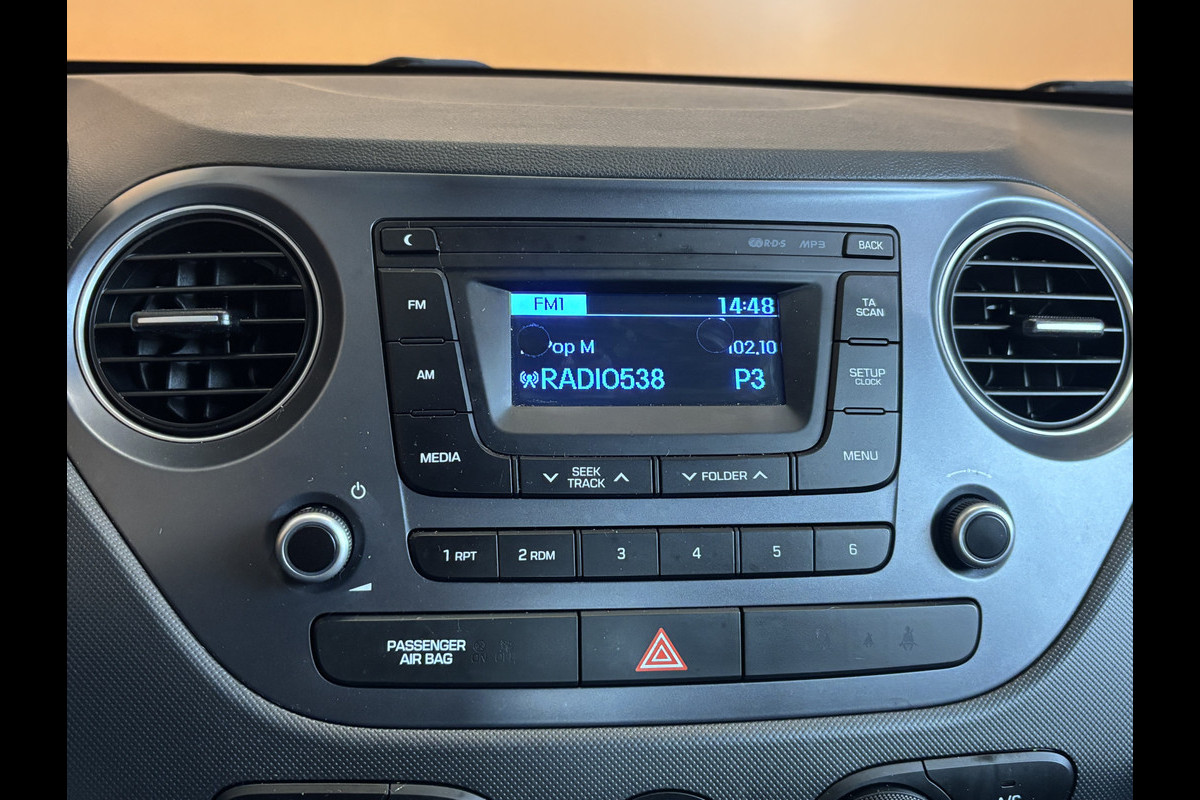 R·D·S MP3 BACK
FM
FM1 14:48
TA
SCAN
Pop M 102.10
AM
RADIO538 P3
SETUP
CLOCK
MEDIA
SEEK
TRACK
FOLDER
MENU
1 RPT 2 RDM 3 4 5 6
PASSENGER
AIR BAG
A/C